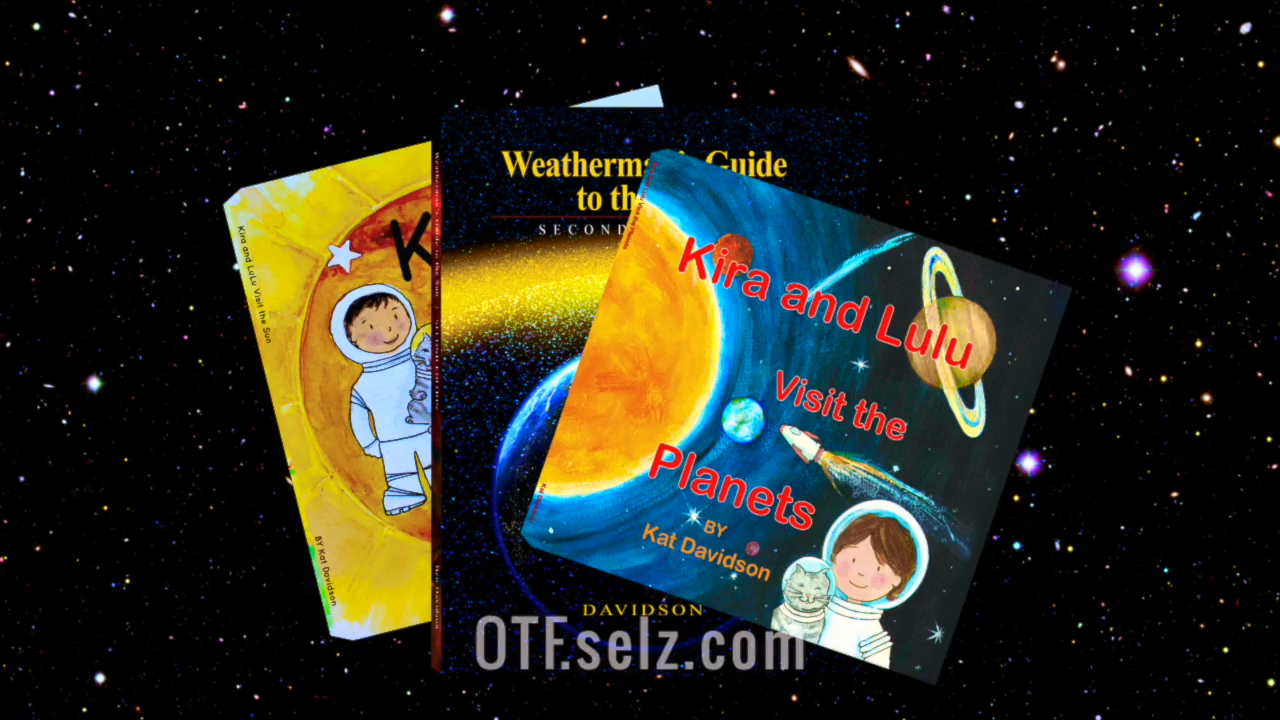 Kira and LuLu Visit the Sun
K
BY Kat Davidson
Weatherma Guide
to th
SECOND
DAVIDSON
Kira and Lulu
Visit the
Planets
BY
Kat Davidson
OTF.selz.com